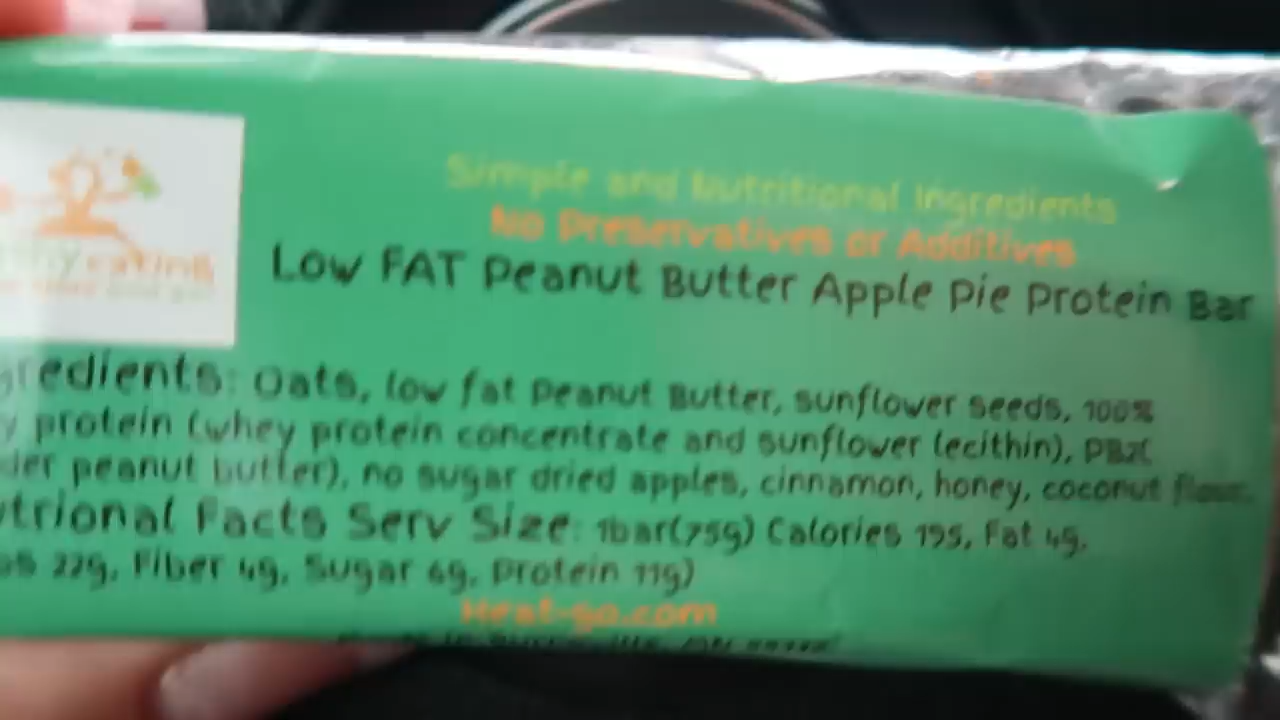 Simple and Nutritional Ingredients
No Preservatives or Additives
Low FAT Peanut Butter Apple Pie Protein Bar
gredients: Oats, low fat Peanut Butter, sunflower seeds, 100%
y protein (whey protein concentrate and sunflower lecithin), PB2(
der peanut butter), no sugar dried apples, cinnamon, honey, coconut flour.
utrional Facts Serv Size: 1bar(75g) Calories 195, Fat 4g,
bs 22g, Fiber 4g, Sugar 6g, Protein 11g)
Heat-go.com